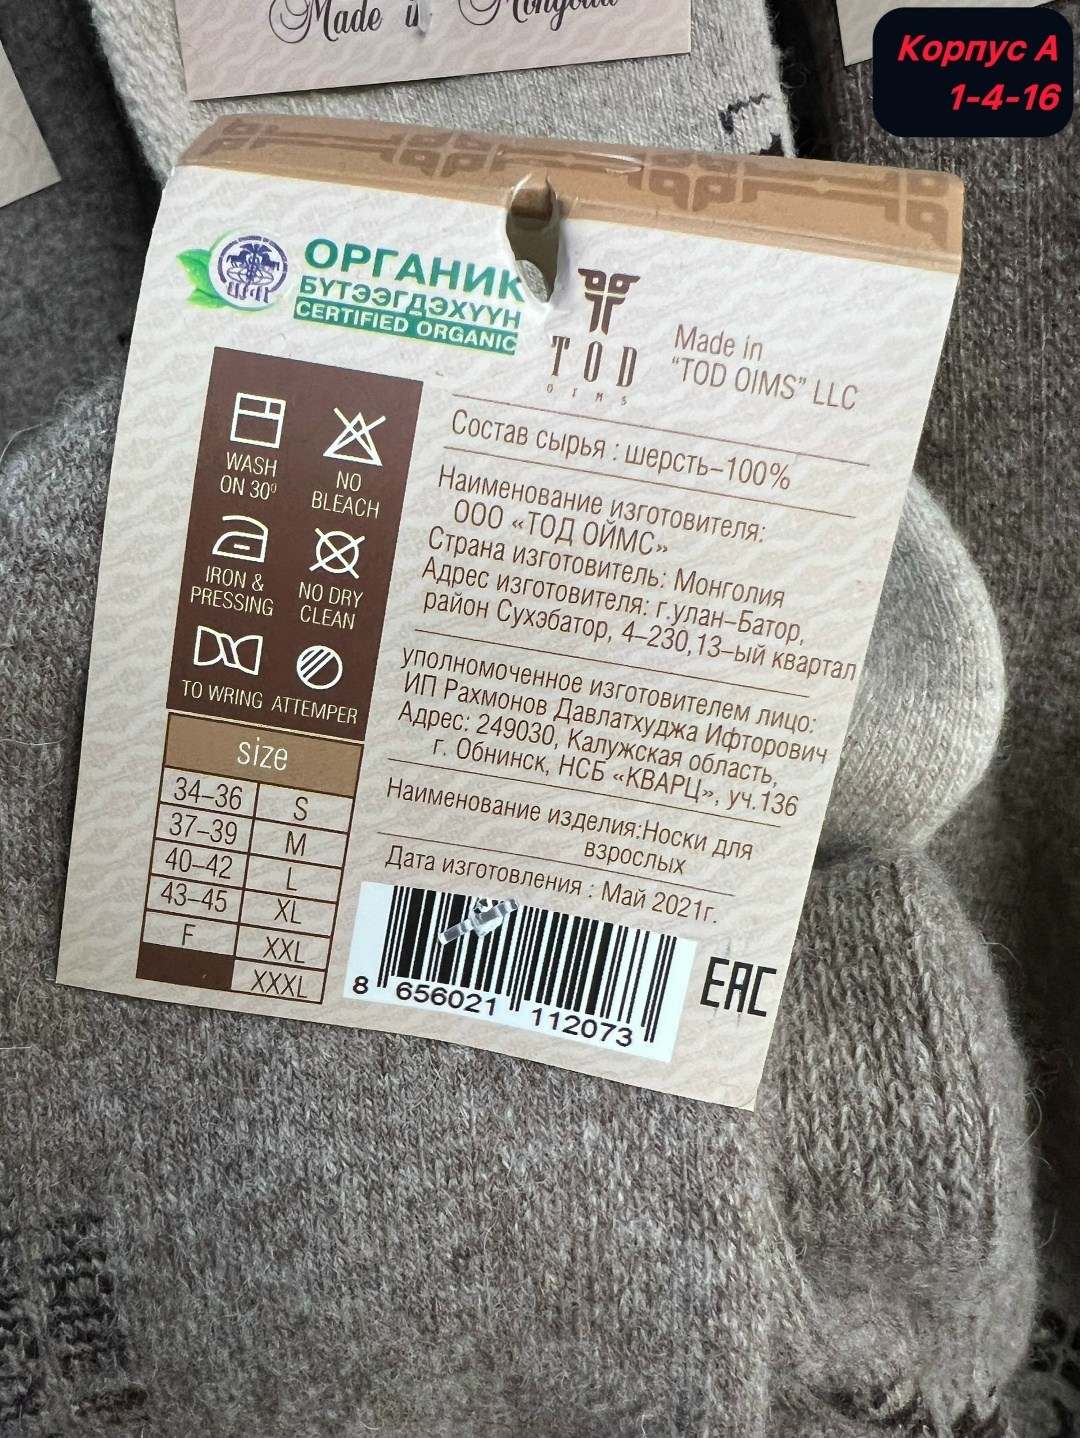 Made in Mongolia
Корпус А
1-4-16
ОРГАНИК
БҮТЭЭГДЭХҮҮН
CERTIFIED ORGANIC
TOD
OIMS
Made in
“TOD OIMS” LLC
WASH
ON 30⁰
NO
BLEACH
IRON &
PRESSING
NO DRY
CLEAN
TO WRING
ATTEMPER
size
34–36 S
37–39 M
40–42 L
43–45 XL
F XXL
XXXL
Состав сырья : шерсть–100%
Наименование изготовителя:
ООО «ТОД ОЙМС»
Страна изготовитель: Монголия
Адрес изготовителя: г.улан–Батор,
район Сухэбатор, 4–230,13–ый квартал
уполномоченное изготовителем лицо:
ИП Рахмонов Давлатхуджа Ифторович
Адрес: 249030, Калужская область,
г. Обнинск, НСБ «КВАРЦ», уч.136
Наименование изделия:Носки для
взрослых
Дата изготовления : Май 2021г.
8 656021 112073
EAC